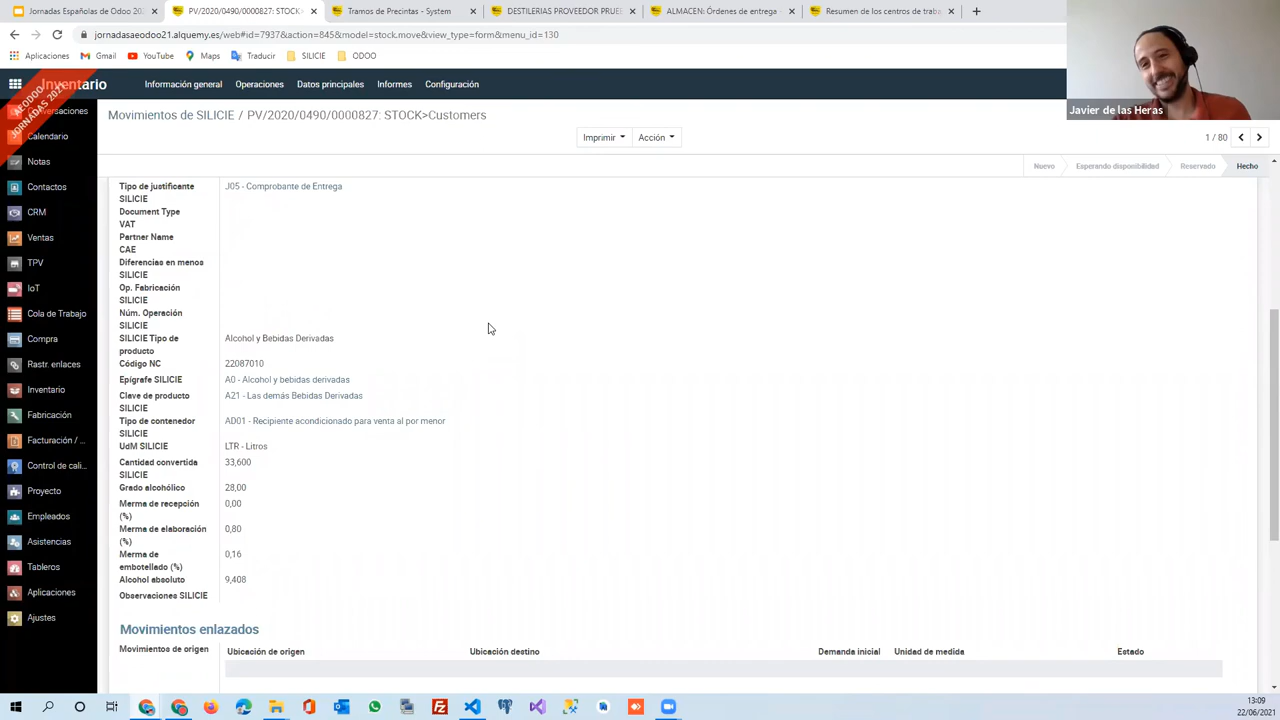 Jornadas Españolas de Odoo 202
PV/2020/0490/0000827: STOCK>C
Tramos de Precintas - System
DESTILERIAS PROVEEDOR PRUEB
ALMACEN: Órdenes de entrega
Resumen de los centros de traba
jornadasaeodoo21.alquemy.es/web#id=7937&action=845&model=stock.move&view_type=form&menu_id=130
Aplicaciones
Gmail
YouTube
Maps
Traducir
SILICIE
ODOO
Inventario
Información general
Operaciones
Datos principales
Informes
Configuración
AEODOO
JORNADAS
Javier de las Heras
Movimientos de SILICIE / PV/2020/0490/0000827: STOCK>Customers
Imprimir
Acción
1 / 80
Nuevo
Esperando disponibilidad
Reservado
Hecho
Conversaciones
Calendario
Notas
Contactos
CRM
Ventas
TPV
IoT
Cola de Trabajo
Compra
Rastr. enlaces
Inventario
Fabricación
Facturación / ...
Control de cali...
Proyecto
Empleados
Asistencias
Tableros
Aplicaciones
Ajustes
Tipo de justificante SILICIE J05 - Comprobante de Entrega
Document Type
VAT
Partner Name
CAE
Diferencias en menos SILICIE
Op. Fabricación SILICIE
Núm. Operación SILICIE
SILICIE Tipo de producto Alcohol y Bebidas Derivadas
Código NC 22087010
Epígrafe SILICIE A0 - Alcohol y bebidas derivadas
Clave de producto SILICIE A21 - Las demás Bebidas Derivadas
Tipo de contenedor SILICIE AD01 - Recipiente acondicionado para venta al por menor
UdM SILICIE LTR - Litros
Cantidad convertida SILICIE 33,600
Grado alcohólico 28,00
Merma de recepción (%) 0,00
Merma de elaboración (%) 0,80
Merma de embotellado (%) 0,16
Alcohol absoluto 9,408
Observaciones SILICIE
Movimientos enlazados
Movimientos de origen
Ubicación de origen
Ubicación destino
Demanda inicial
Unidad de medida
Estado
13:09
22/06/2021